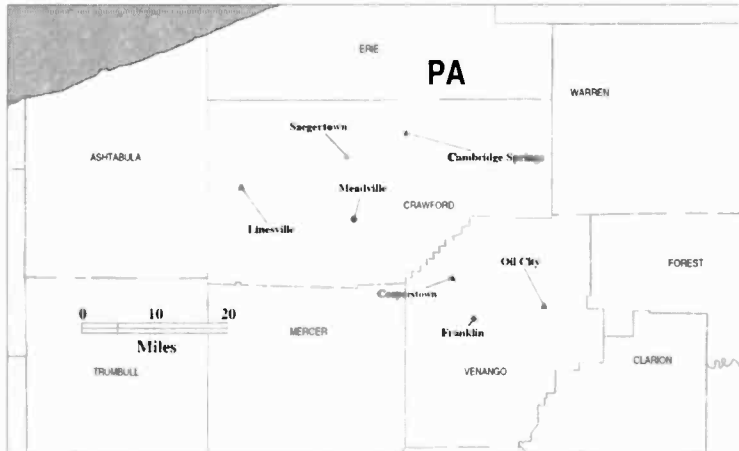 ERIE
PA
WARREN
Saegertown
ASHTABULA
Cambridge Springs
Meadville
CRAWFORD
Linesville
Oil City
FOREST
Cooperstown
0 10 20
Miles
MERCER
Franklin
CLARION
TRUMBULL
VENANGO